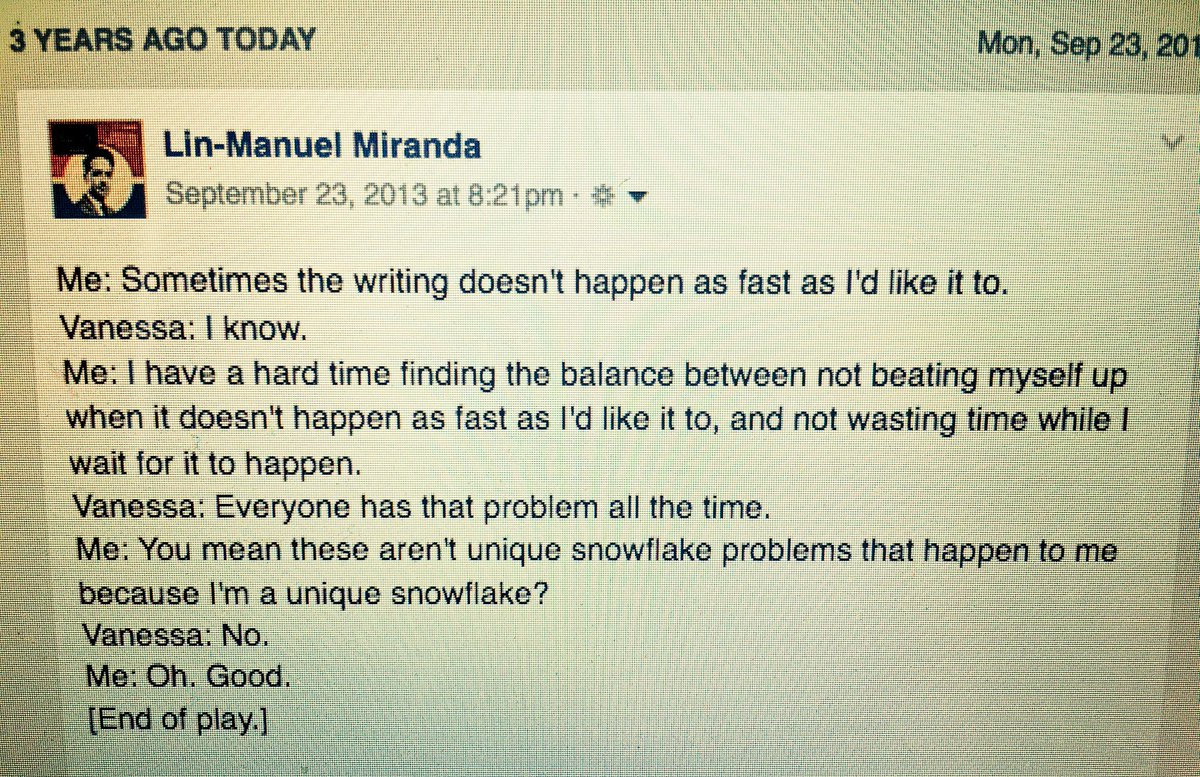 3 YEARS AGO TODAY
Mon, Sep 23, 201
Lin-Manuel Miranda
September 23, 2013 at 8:21pm ·
Me: Sometimes the writing doesn't happen as fast as I'd like it to.
Vanessa: I know.
Me: I have a hard time finding the balance between not beating myself up
when it doesn't happen as fast as I'd like it to, and not wasting time while I
wait for it to happen.
Vanessa: Everyone has that problem all the time.
Me: You mean these aren't unique snowflake problems that happen to me
because I'm a unique snowflake?
Vanessa: No.
Me: Oh. Good.
[End of play.]